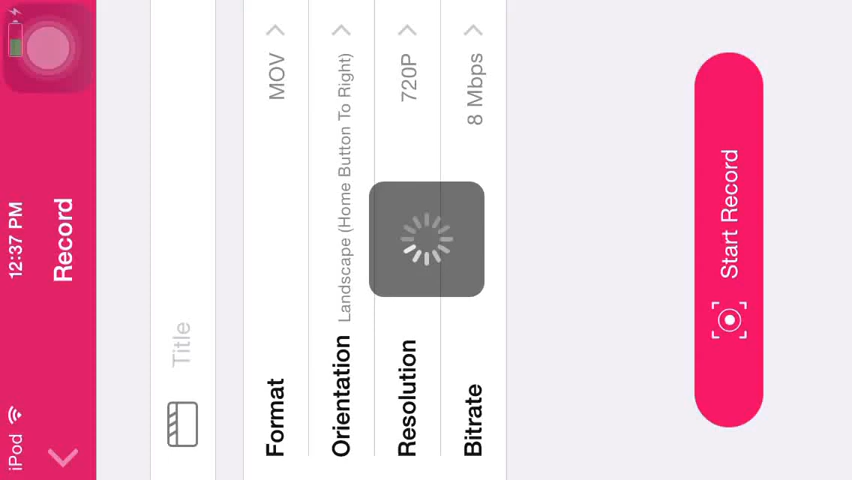 iPod 12:37 PM
Record
Title
Format MOV
Orientation Landscape (Home Button To Right)
Resolution 720P
Bitrate 8 Mbps
Start Record